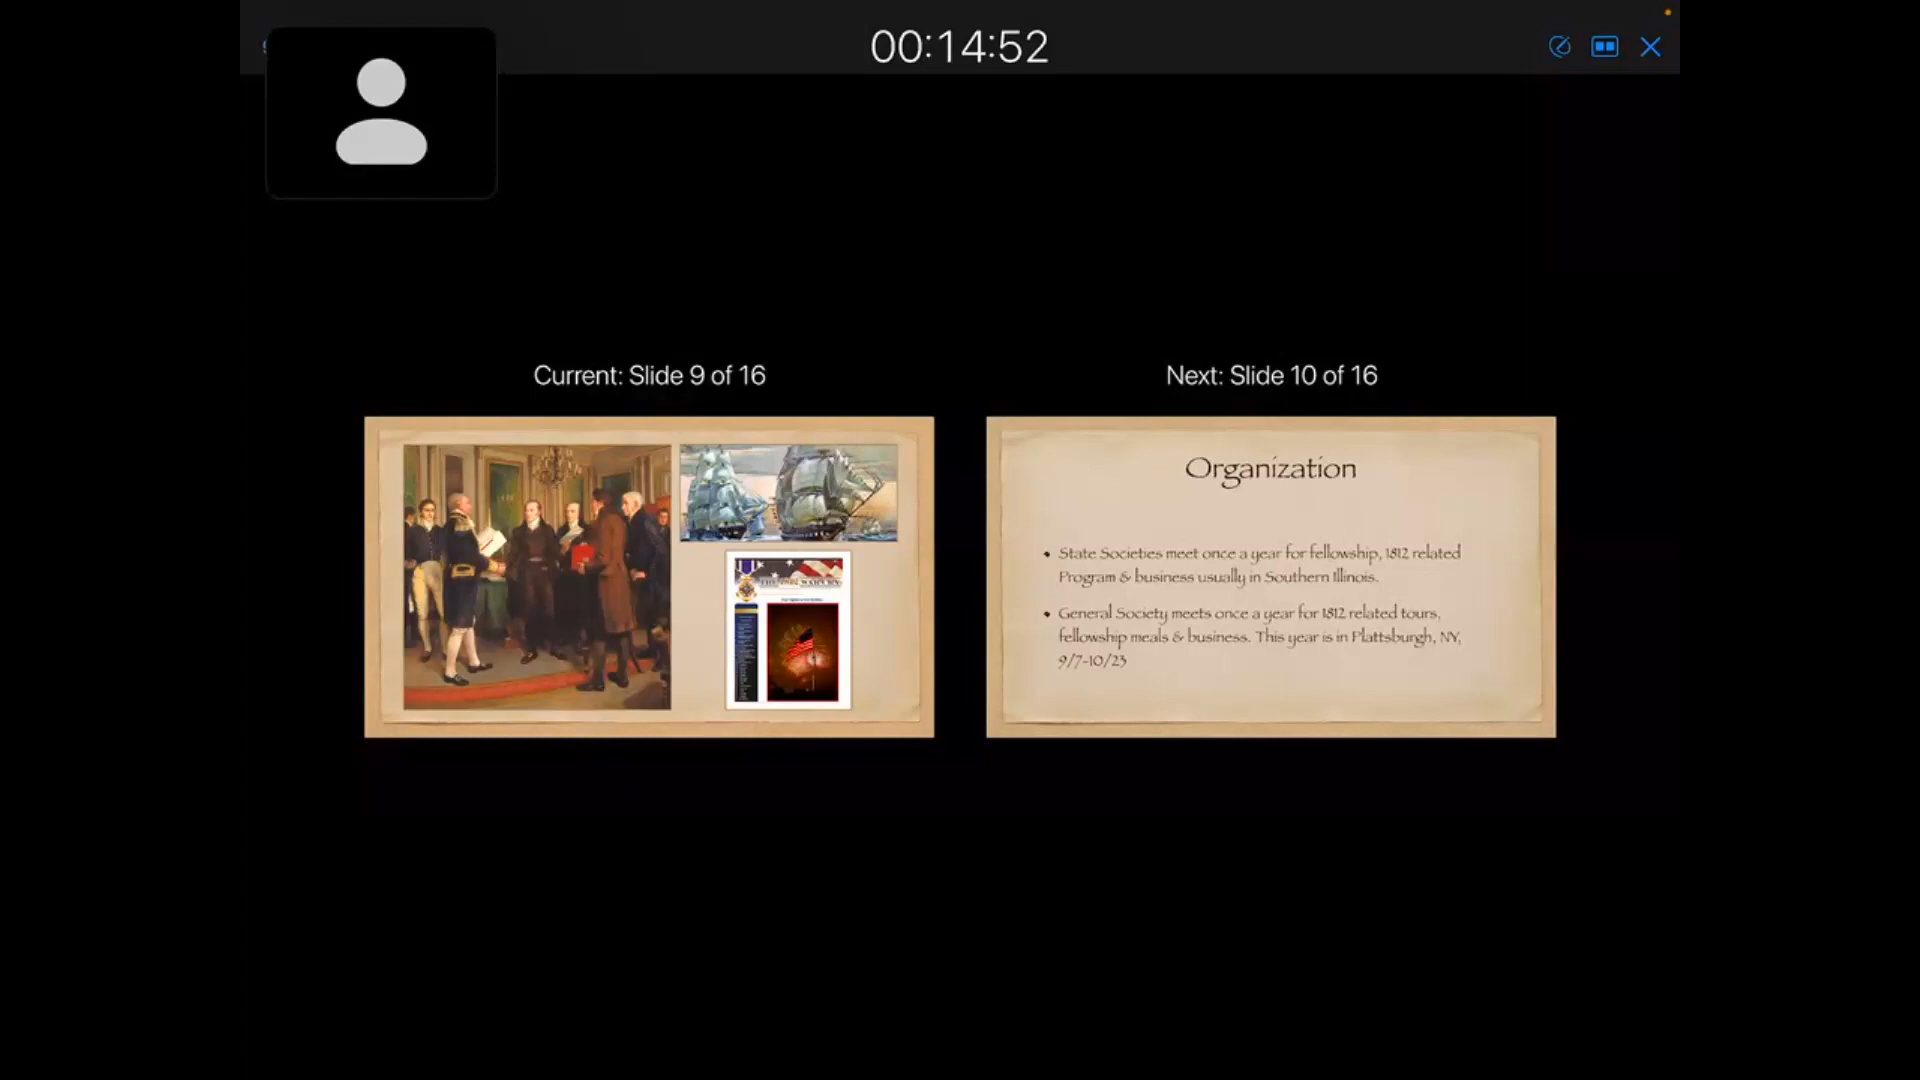 00:14:52
Current: Slide 9 of 16
Next: Slide 10 of 16
Organization
• State Societies meet once a year for fellowship, 1812 related
Program & business usually in Southern Illinois.
• General Society meets once a year for 1812 related tours,
fellowship meals & business. This year is in Plattsburgh, NY,
9/7-10/23